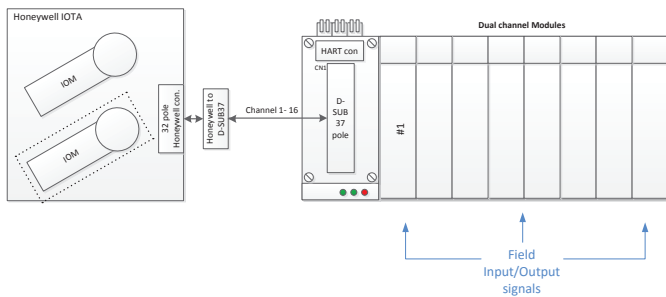 Honeywell IOTA
IOM
IOM
32 pole
Honeywell con.
Honeywell to
D-SUB37
Channel 1- 16
HART con
CN1
D-
SUB
37
pole
Dual channel Modules
#1
Field
Input/Output
signals